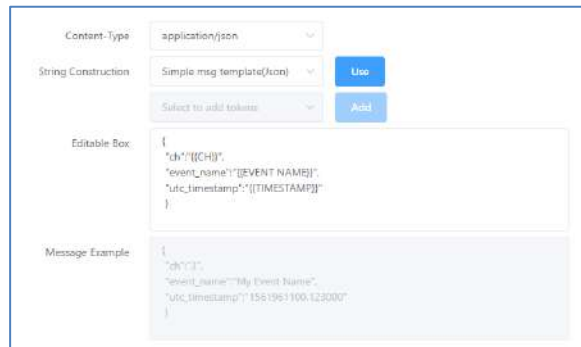 Content-Type application/json
String Construction Simple msg template(Json) Use
Select to add tokens Add
Editable Box
{
"ch":"{{CH}}",
"event_name":"{{EVENT NAME}}",
"utc_timestamp":"{{TIMESTAMP}}"
}
Message Example
{
"ch":"1",
"event_name":"My Event Name",
"utc_timestamp":"1561961100.123000"
}